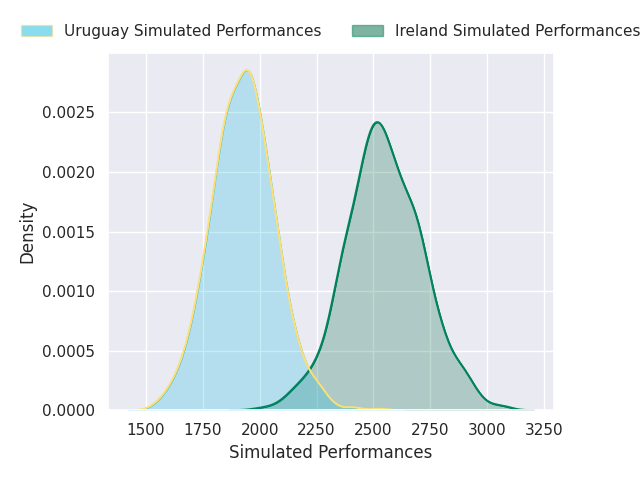 Uruguay Simulated Performances
Ireland Simulated Performances
0.0025
0.0020
0.0015
0.0010
0.0005
0.0000
Density
1500 1750 2000 2250 2500 2750 3000 3250
Simulated Performances